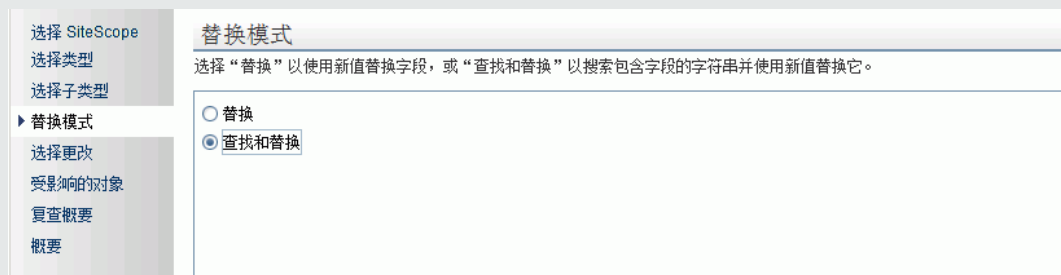 选择 SiteScope
选择类型
选择子类型
替换模式
选择更改
受影响的对象
复查概要
概要
替换模式
选择“替换”以使用新值替换字段，或“查找和替换”以搜索包含字段的字符串并使用新值替换它。
替换
查找和替换